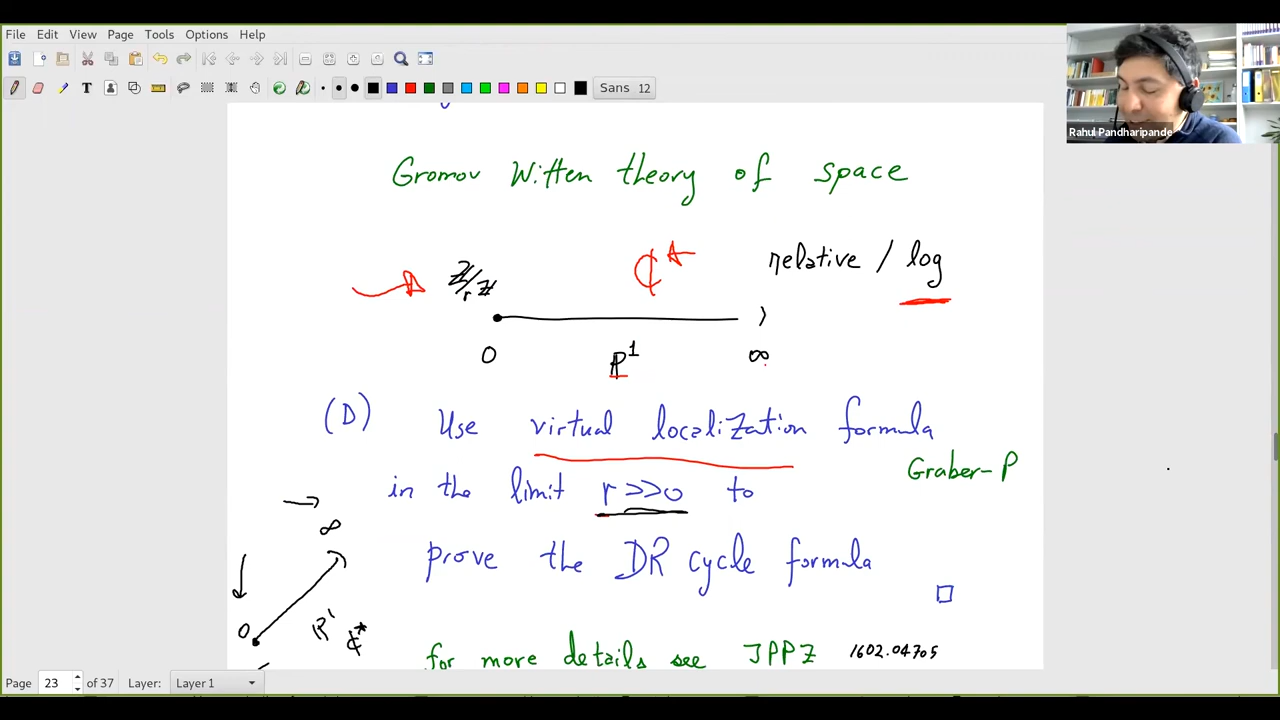 File Edit View Page Tools Options Help
Sans 12
Rahul Pandharipande
Gromov Witten theory of space
ℂ*
relative / log
ℤ/rℤ
0 ℙ¹ ∞
(D) Use virtual localization formula
Graber-P
in the limit r >> 0 to
∞
prove the DR cycle formula
0
ℙ¹ ℂ*
for more details see JPPZ 1602.04705
Page 23 of 37 Layer: Layer 1